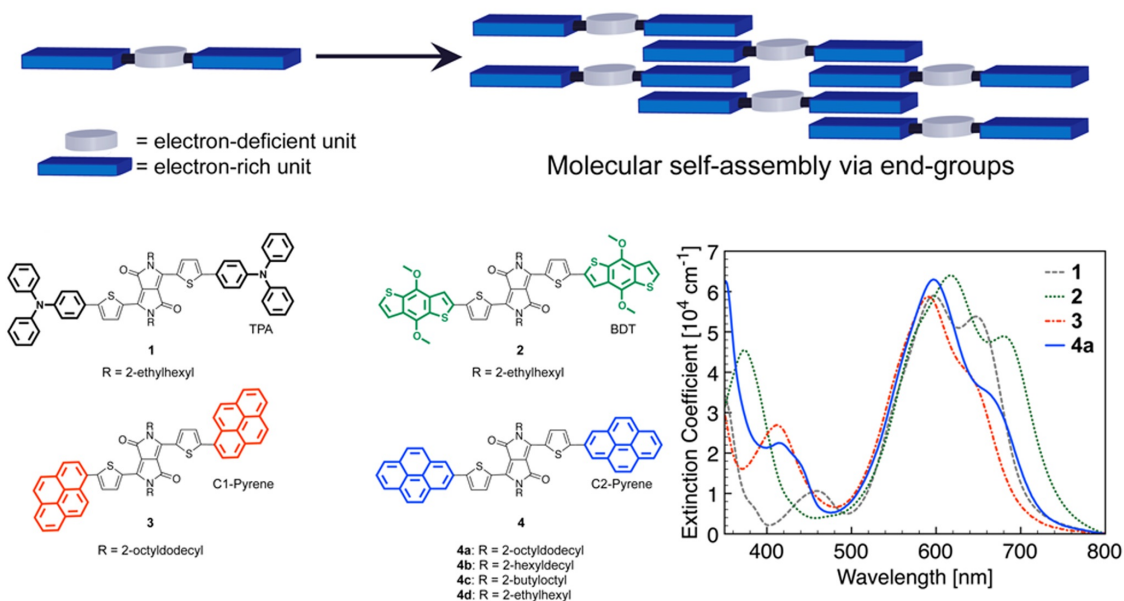 = electron-deficient unit
= electron-rich unit
Molecular self-assembly via end-groups
R
O
N
S
N
S
N
O
N
R
TPA
1
R = 2-ethylhexyl
O
S
R
O
N
S
S
O
S
S
N
O
S
O
R
BDT
2
R = 2-ethylhexyl
R
O
N
S
S
N
O
R
C1-Pyrene
3
R = 2-octyldodecyl
R
O
N
S
S
N
O
R
C2-Pyrene
4
4a: R = 2-octyldodecyl
4b: R = 2-hexyldecyl
4c: R = 2-butyloctyl
4d: R = 2-ethylhexyl
Extinction Coefficient [10⁴ cm⁻¹]
7
6
5
4
3
2
1
0
400
500
600
700
800
Wavelength [nm]
1
2
3
4a